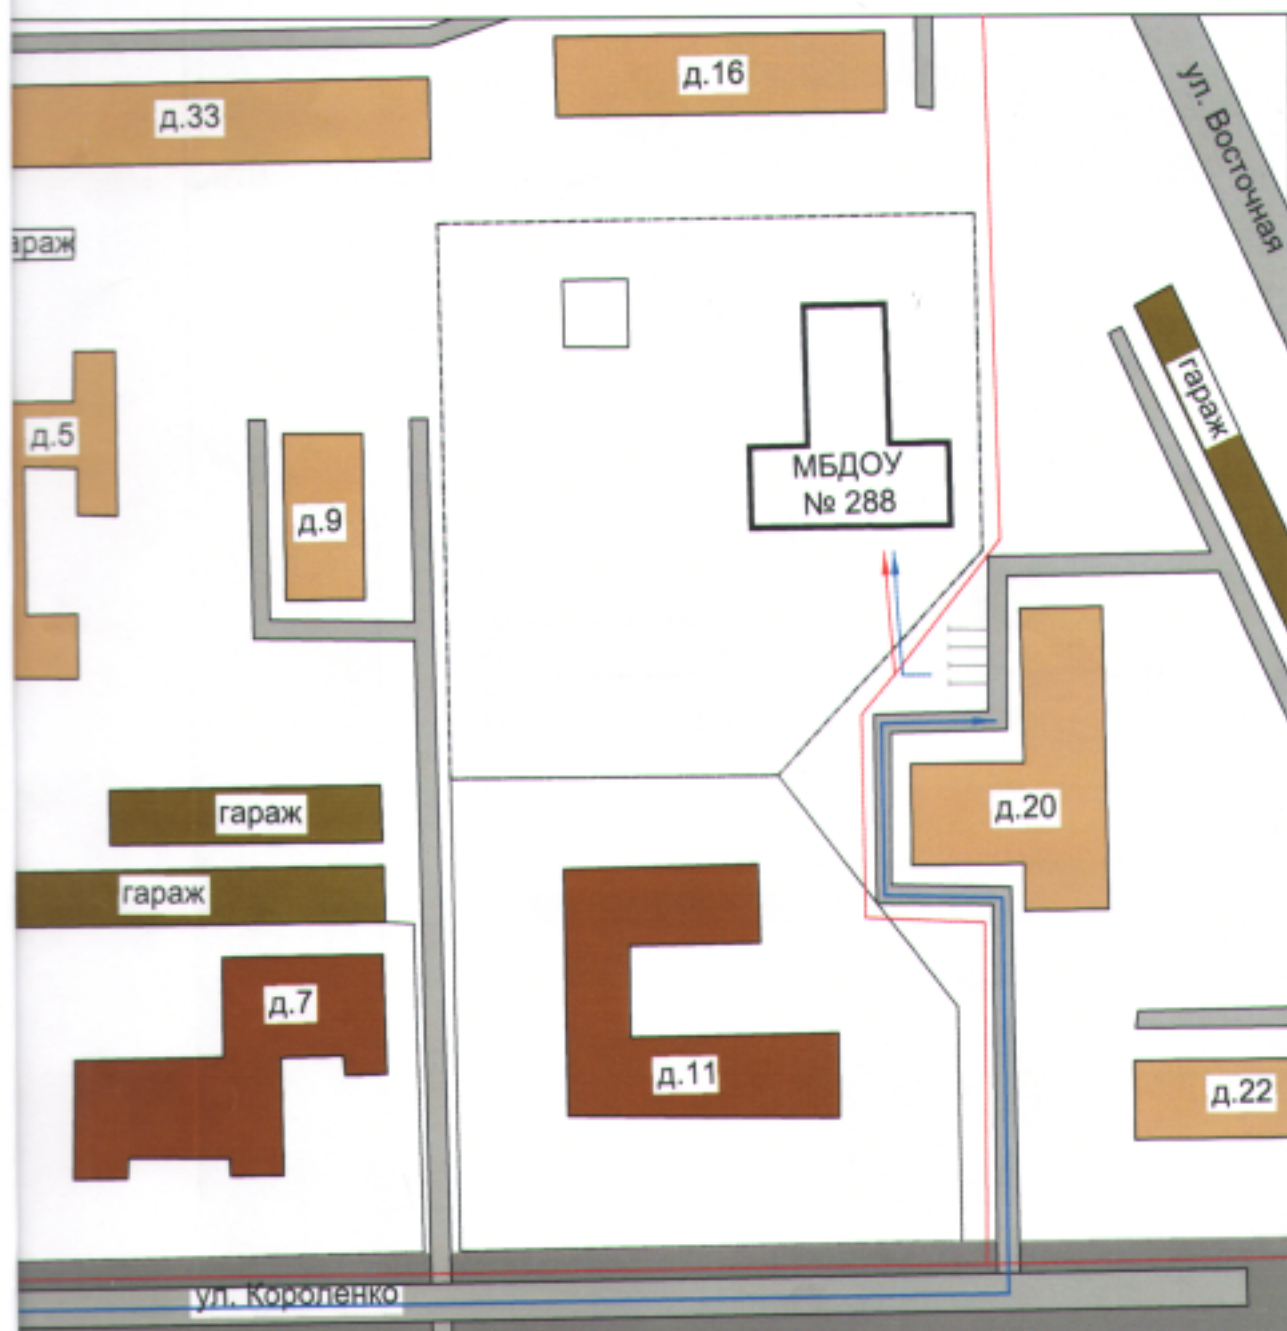 д.16
д.33
ул. Восточная
араж
гараж
д.5
МБДОУ
№ 288
д.9
д.20
гараж
гараж
д.7
д.11
д.22
ул. Короленко